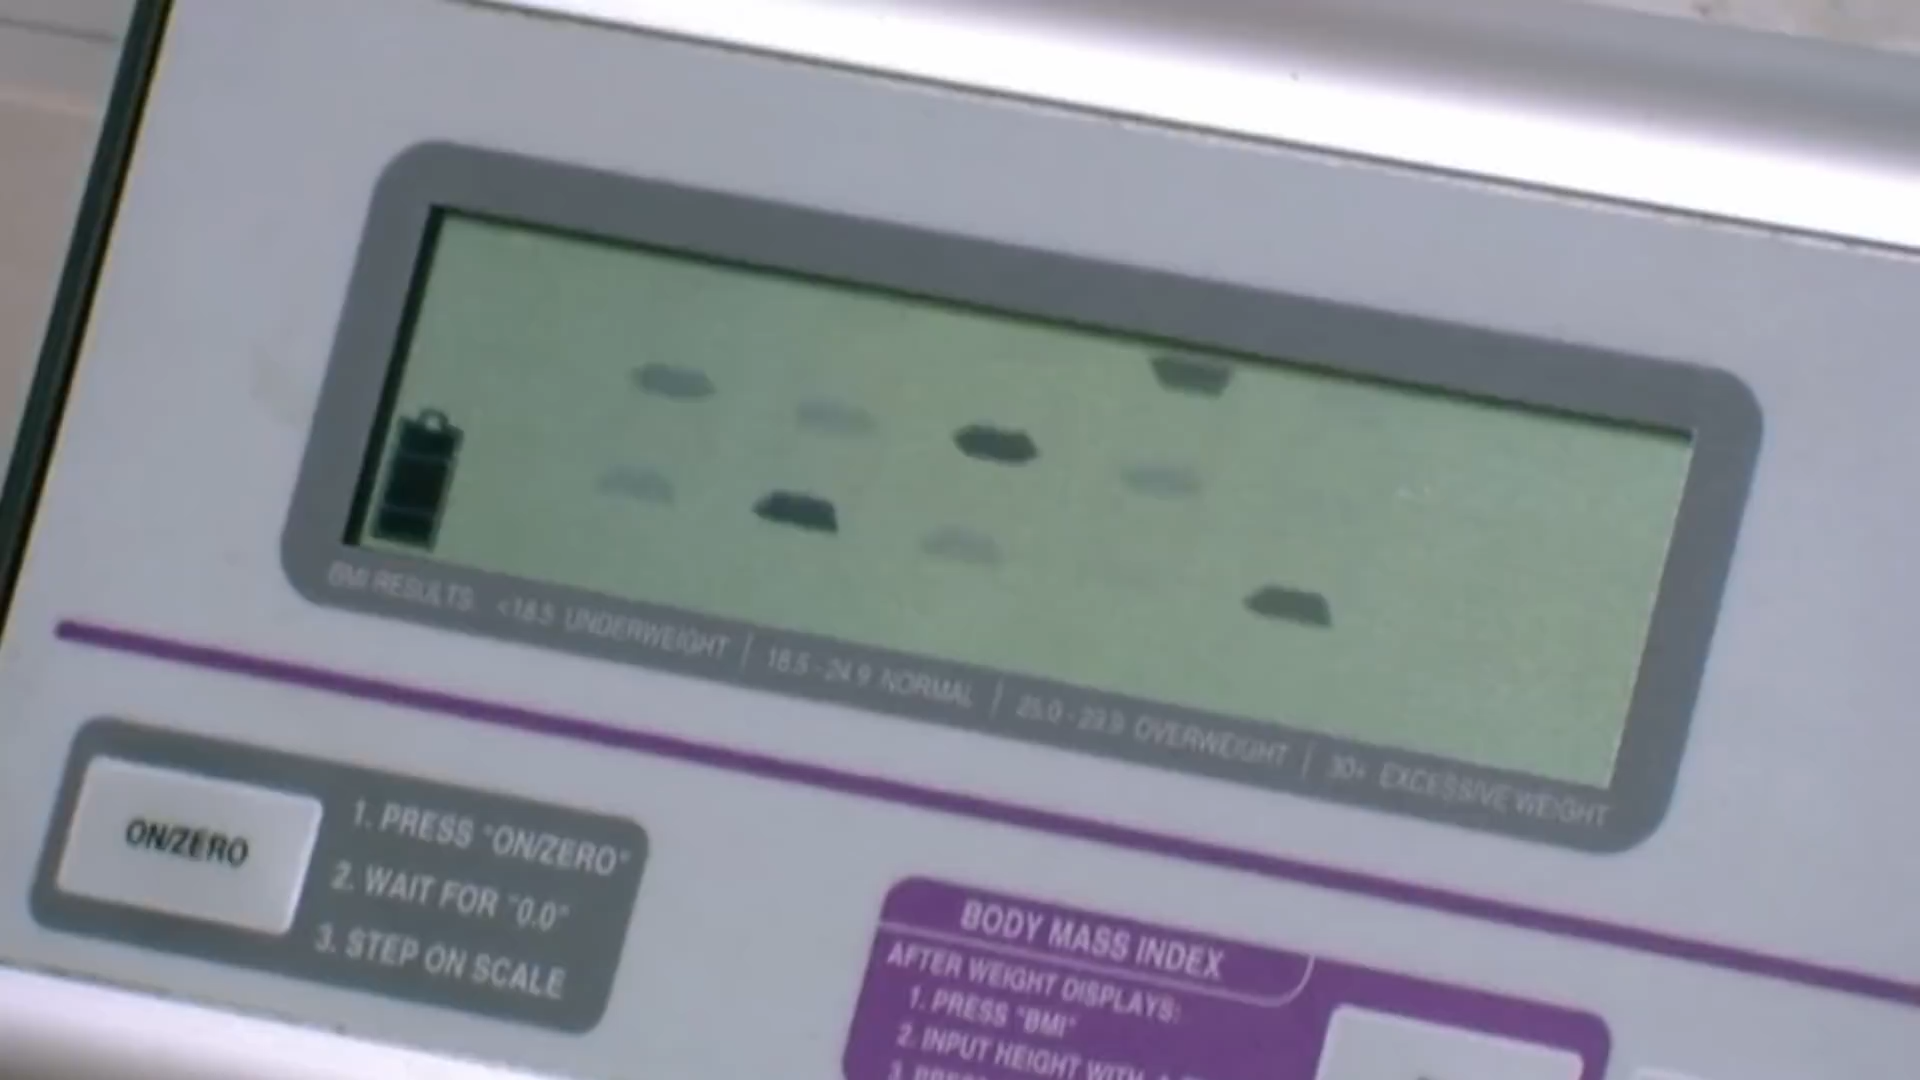 BMI RESULTS: <18.5 UNDERWEIGHT | 18.5 - 24.9 NORMAL | 25.0 - 29.9 OVERWEIGHT | 30+ EXCESSIVE WEIGHT
ON/ZERO
1. PRESS "ON/ZERO"
2. WAIT FOR "0.0"
3. STEP ON SCALE
BODY MASS INDEX
AFTER WEIGHT DISPLAYS:
1. PRESS "BMI"
2. INPUT HEIGHT WITH